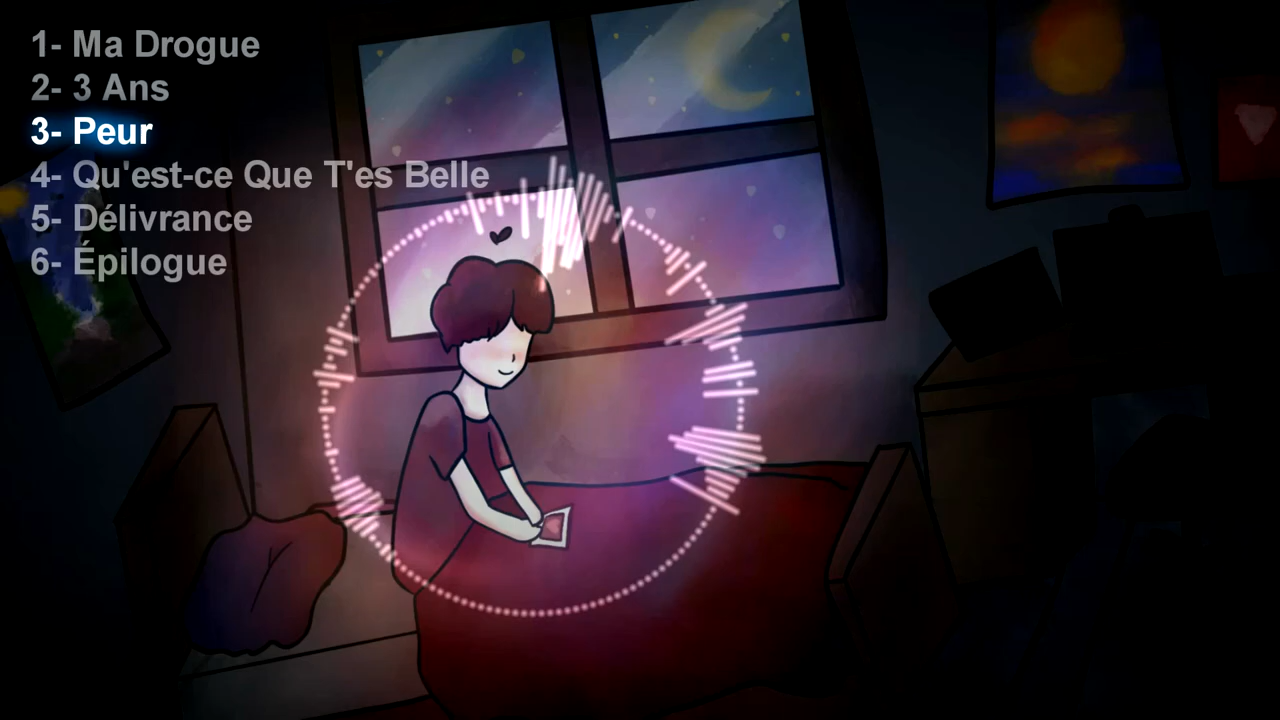 1- Ma Drogue
2- 3 Ans
3- Peur
4- Qu'est-ce Que T'es Belle
5- Délivrance
6- Épilogue